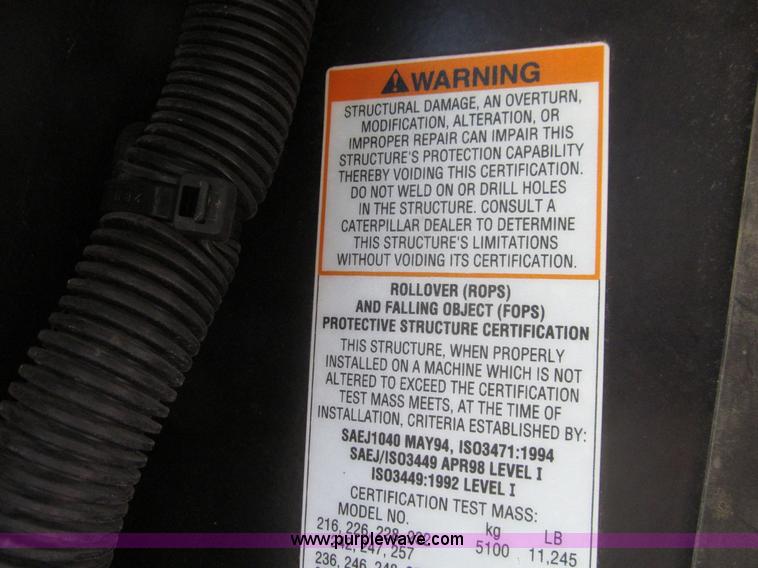 WARNING
STRUCTURAL DAMAGE, AN OVERTURN,
MODIFICATION, ALTERATION, OR
IMPROPER REPAIR CAN IMPAIR THIS
STRUCTURE'S PROTECTION CAPABILITY
THEREBY VOIDING THIS CERTIFICATION.
DO NOT WELD ON OR DRILL HOLES
IN THE STRUCTURE. CONSULT A
CATERPILLAR DEALER TO DETERMINE
THIS STRUCTURE'S LIMITATIONS
WITHOUT VOIDING ITS CERTIFICATION.
ROLLOVER (ROPS)
AND FALLING OBJECT (FOPS)
PROTECTIVE STRUCTURE CERTIFICATION
THIS STRUCTURE, WHEN PROPERLY
INSTALLED ON A MACHINE WHICH IS NOT
ALTERED TO EXCEED THE CERTIFICATION
TEST MASS MEETS, AT THE TIME OF
INSTALLATION, CRITERIA ESTABLISHED BY:
SAEJ1040 MAY94, ISO3471:1994
SAEJ/ISO3449 APR98 LEVEL I
ISO3449:1992 LEVEL I
CERTIFICATION TEST MASS:
MODEL NO. kg LB
216, 226, 228,
247, 257 5100 11,245
236, 246,
www.purplewave.com